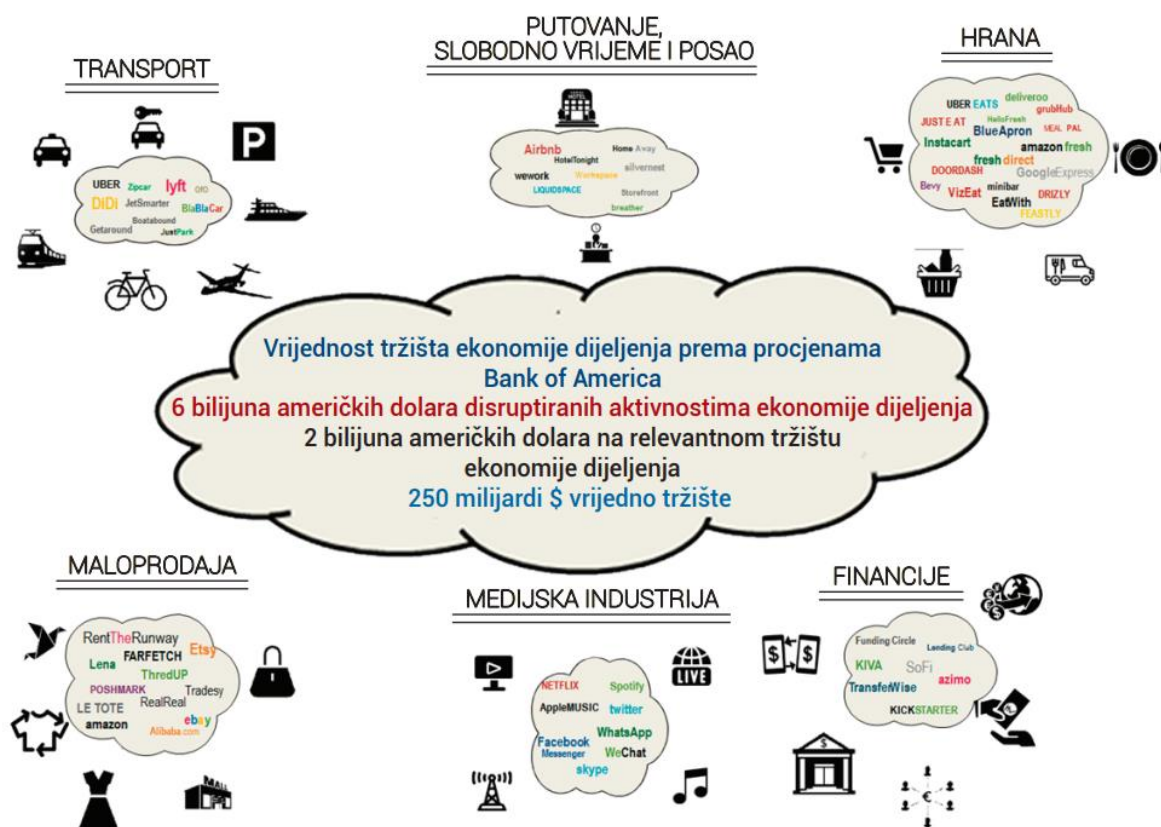 PUTOVANJE,
SLOBODNO VRIJEME I POSAO
TRANSPORT
HRANA
P
UBER Zipcar lyft OfO
DiDi JetSmarter BlaBlaCar
Boatabound
Getaround JustPark
HOTEL
Airbnb Home Away
HotelTonight silvernest
wework Workspace
LIQUIDSPACE Storefront
breather
UBER EATS deliveroo grubHub
JUST EAT HelloFresh
BlueApron MEAL PAL
Instacart amazon fresh
fresh direct
DOORDASH GoogleExpress
Bevy VizEat minibar DRIZLY
EatWith
FEASTLY
Vrijednost tržišta ekonomije dijeljenja prema procjenama
Bank of America
6 bilijuna američkih dolara disruptiranih aktivnostima ekonomije dijeljenja
2 bilijuna američkih dolara na relevantnom tržištu
ekonomije dijeljenja
250 milijardi $ vrijedno tržište
MALOPRODAJA
MEDIJSKA INDUSTRIJA
FINANCIJE
RentTheRunway
FARFETCH Etsy
Lena
ThredUP
POSHMARK Tradesy
LE TOTE RealReal
amazon ebay
Alibaba.com
MALL
LIVE
NETFLIX Spotify
AppleMUSIC twitter
WhatsApp
Facebook
Messenger WeChat
skype
$ $
Funding Circle Lending Club
KIVA SoFi
azimo
TransferWise
KICKSTARTER
$
€